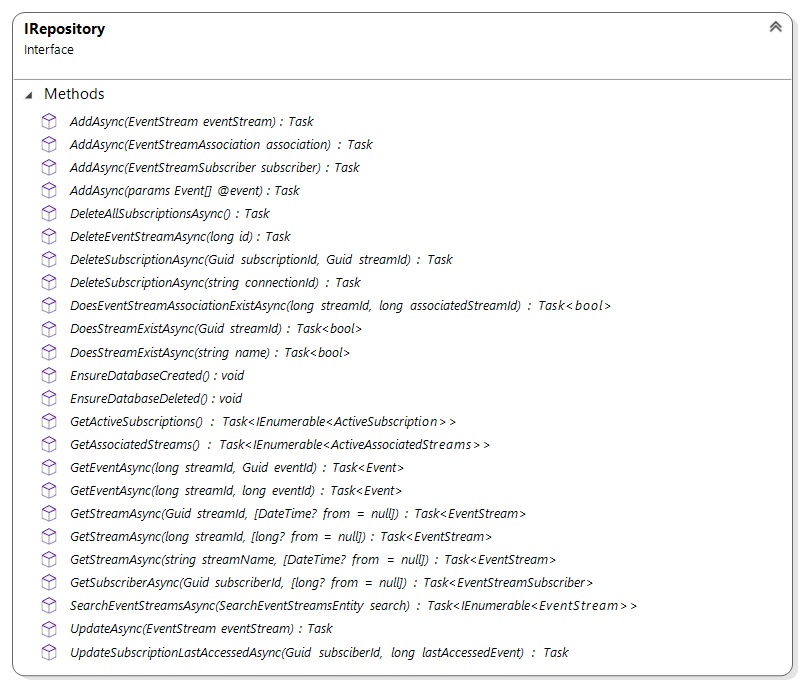 IRepository
Interface
Methods
AddAsync(EventStream eventStream) : Task
AddAsync(EventStreamAssociation association) : Task
AddAsync(EventStreamSubscriber subscriber) : Task
AddAsync(params Event[] @event) : Task
DeleteAllSubscriptionsAsync() : Task
DeleteEventStreamAsync(long id) : Task
DeleteSubscriptionAsync(Guid subscriptionId, Guid streamId) : Task
DeleteSubscriptionAsync(string connectionId) : Task
DoesEventStreamAssociationExistAsync(long streamId, long associatedStreamId) : Task<bool>
DoesStreamExistAsync(Guid streamId) : Task<bool>
DoesStreamExistAsync(string name) : Task<bool>
EnsureDatabaseCreated() : void
EnsureDatabaseDeleted() : void
GetActiveSubscriptions() : Task<IEnumerable<ActiveSubscription>>
GetAssociatedStreams() : Task<IEnumerable<ActiveAssociatedStreams>>
GetEventAsync(long streamId, Guid eventId) : Task<Event>
GetEventAsync(long streamId, long eventId) : Task<Event>
GetStreamAsync(Guid streamId, [DateTime? from = null]) : Task<EventStream>
GetStreamAsync(long streamId, [long? from = null]) : Task<EventStream>
GetStreamAsync(string streamName, [DateTime? from = null]) : Task<EventStream>
GetSubscriberAsync(Guid subscriberId, [long? from = null]) : Task<EventStreamSubscriber>
SearchEventStreamsAsync(SearchEventStreamsEntity search) : Task<IEnumerable<EventStream>>
UpdateAsync(EventStream eventStream) : Task
UpdateSubscriptionLastAccessedAsync(Guid subsciberId, long lastAccessedEvent) : Task